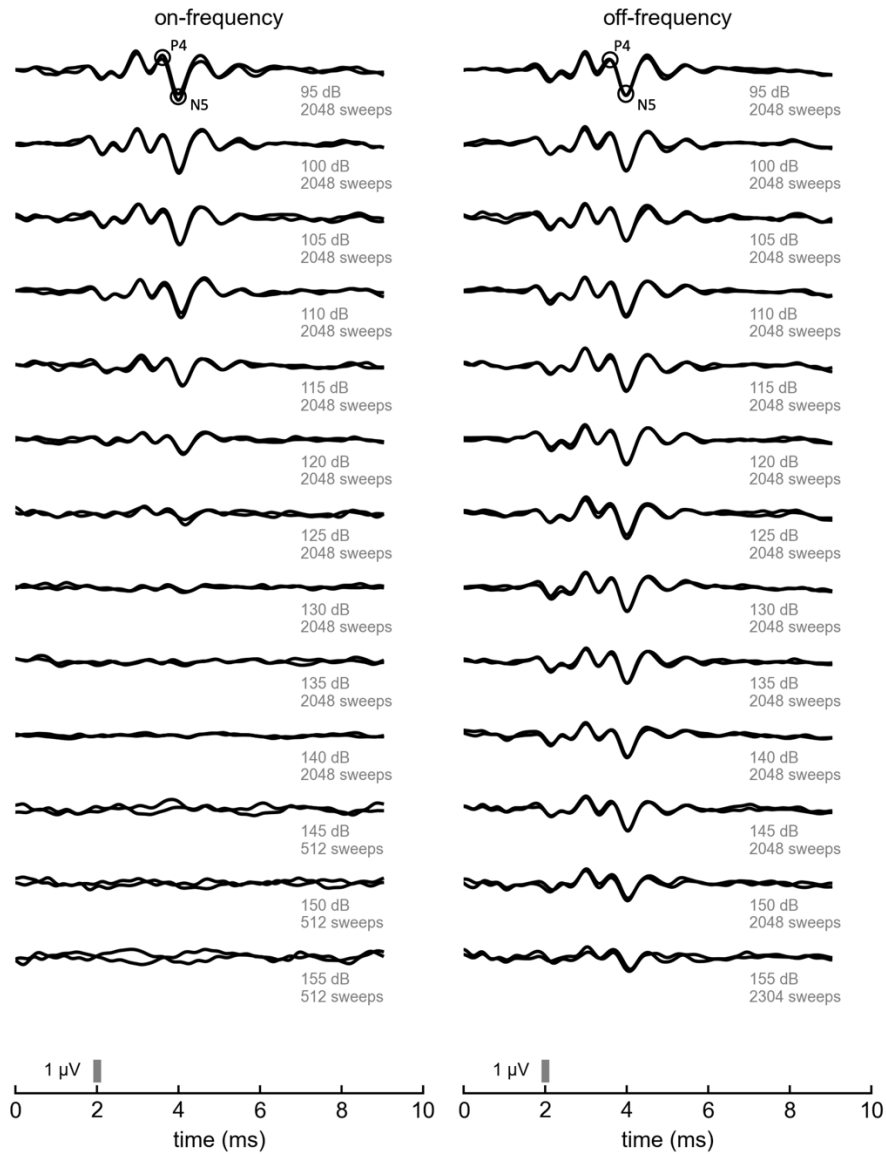 on-frequency
P4
N5
95 dB
2048 sweeps
100 dB
2048 sweeps
105 dB
2048 sweeps
110 dB
2048 sweeps
115 dB
2048 sweeps
120 dB
2048 sweeps
125 dB
2048 sweeps
130 dB
2048 sweeps
135 dB
2048 sweeps
140 dB
2048 sweeps
145 dB
512 sweeps
150 dB
512 sweeps
155 dB
512 sweeps
1 µV
0 2 4 6 8 10
time (ms)
off-frequency
P4
N5
95 dB
2048 sweeps
100 dB
2048 sweeps
105 dB
2048 sweeps
110 dB
2048 sweeps
115 dB
2048 sweeps
120 dB
2048 sweeps
125 dB
2048 sweeps
130 dB
2048 sweeps
135 dB
2048 sweeps
140 dB
2048 sweeps
145 dB
2048 sweeps
150 dB
2048 sweeps
155 dB
2304 sweeps
1 µV
0 2 4 6 8 10
time (ms)